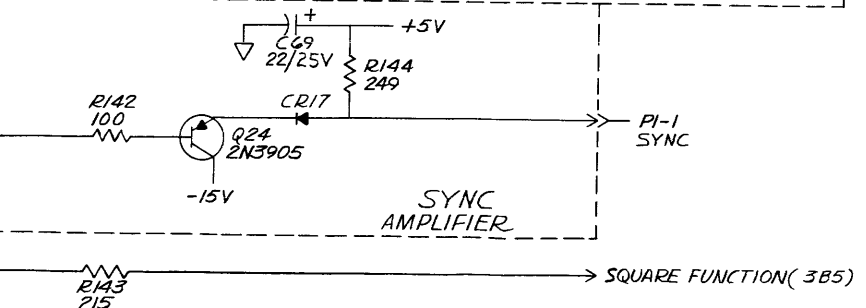 +
+5V
C69
22/25V
R144
249
CR17
R142
100
Q24
2N3905
-15V
P1-1
SYNC
SYNC
AMPLIFIER
SQUARE FUNCTION(3B5)
R143
215